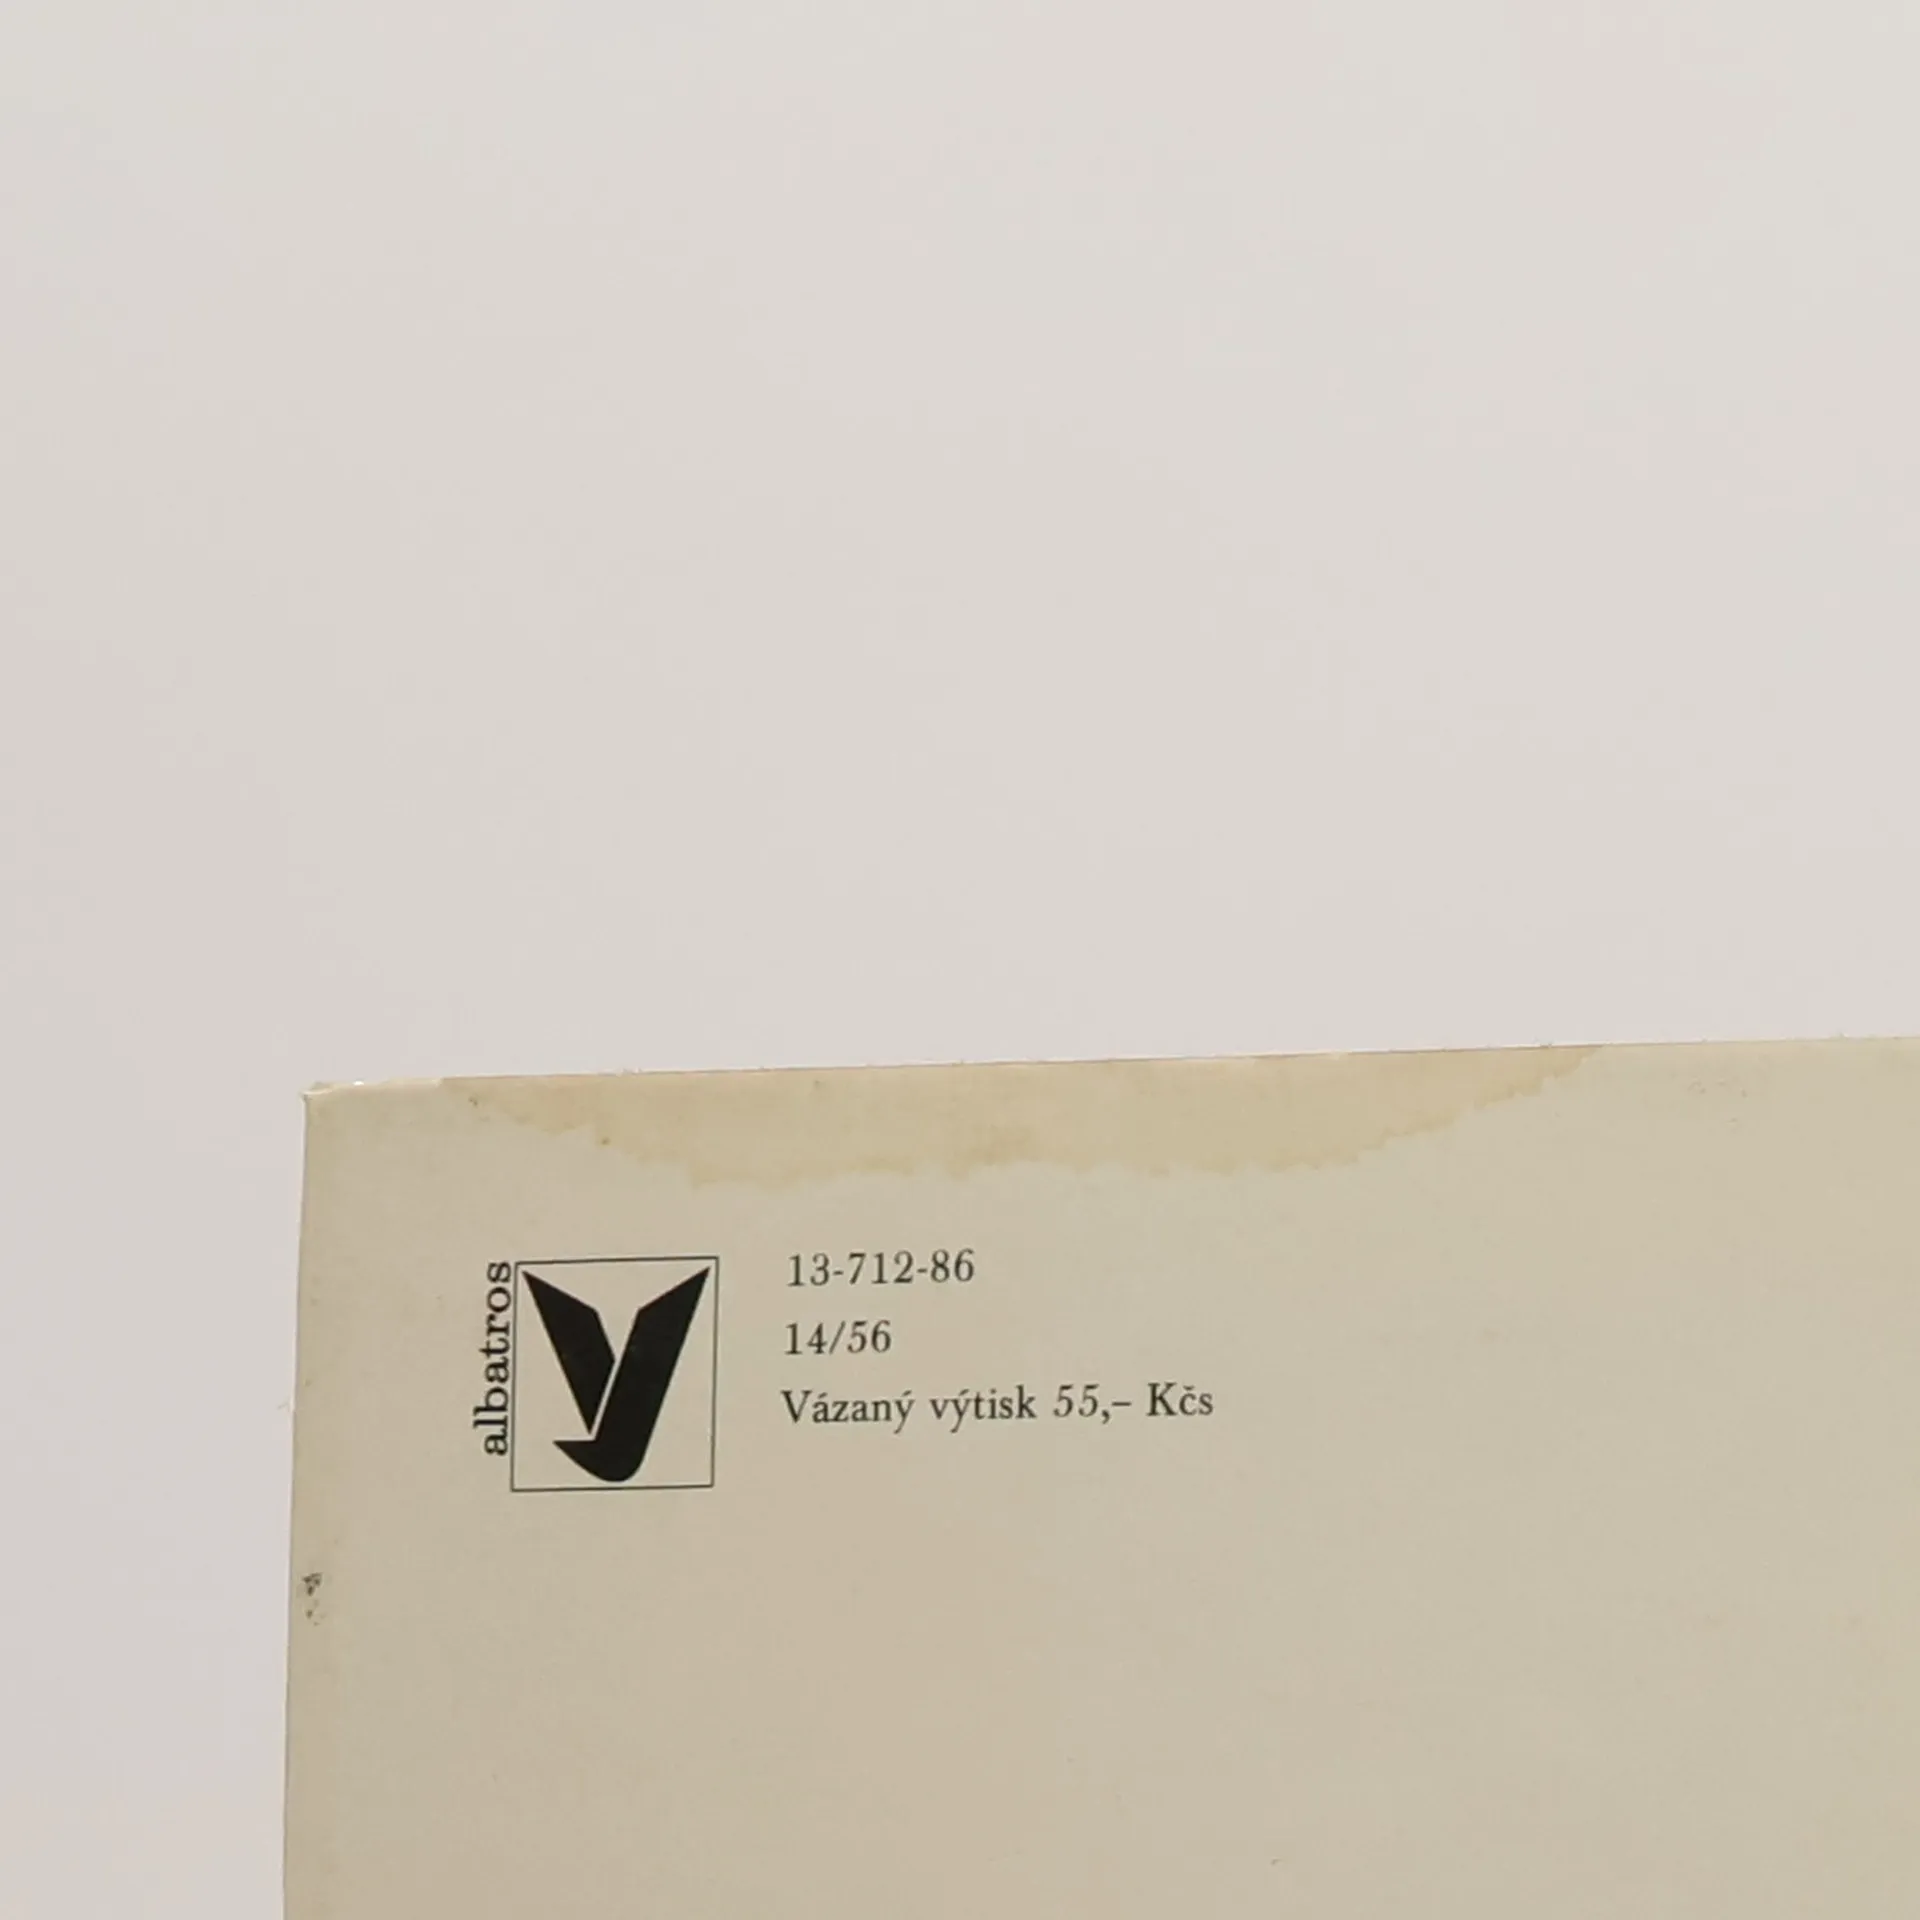 albatros
13-712-86
14/56
Vázaný výtisk 55,– Kčs